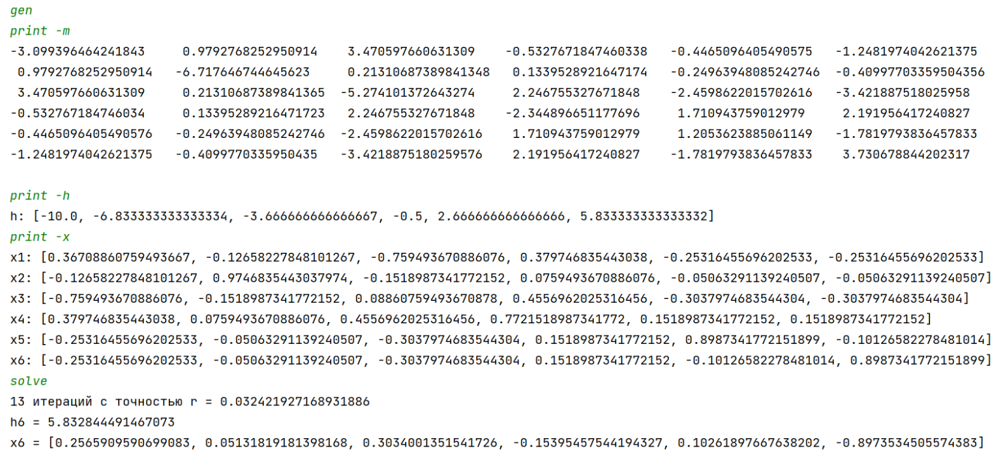 gen
print -m
-3.099396464241843 0.9792768252950914 3.470597660631309 -0.5327671847460338 -0.4465096405490575 -1.2481974042621375
0.9792768252950914 -6.717646744645623 0.21310687389841348 0.1339528921647174 -0.24963948085242746 -0.40997703359504356
3.470597660631309 0.21310687389841365 -5.274101372643274 2.246755327671848 -2.4598622015702616 -3.421887518025958
-0.532767184746034 0.13395289216471723 2.246755327671848 -2.344896651177696 1.710943759012979 2.191956417240827
-0.4465096405490576 -0.24963948085242746 -2.4598622015702616 1.710943759012979 1.2053623885061149 -1.7819793836457833
-1.2481974042621375 -0.4099770335950435 -3.4218875180259576 2.191956417240827 -1.7819793836457833 3.730678844202317
print -h
h: [-10.0, -6.833333333333334, -3.666666666666667, -0.5, 2.666666666666666, 5.833333333333332]
print -x
x1: [0.36708860759493667, -0.12658227848101267, -0.759493670886076, 0.379746835443038, -0.25316455696202533, -0.25316455696202533]
x2: [-0.12658227848101267, 0.9746835443037974, -0.1518987341772152, 0.0759493670886076, -0.05063291139240507, -0.05063291139240507]
x3: [-0.759493670886076, -0.1518987341772152, 0.08860759493670878, 0.4556962025316456, -0.3037974683544304, -0.3037974683544304]
x4: [0.379746835443038, 0.0759493670886076, 0.4556962025316456, 0.7721518987341772, 0.1518987341772152, 0.1518987341772152]
x5: [-0.25316455696202533, -0.05063291139240507, -0.3037974683544304, 0.1518987341772152, 0.8987341772151899, -0.10126582278481014]
x6: [-0.25316455696202533, -0.05063291139240507, -0.3037974683544304, 0.1518987341772152, -0.10126582278481014, 0.8987341772151899]
solve
13 итераций с точностью r = 0.032421927168931886
h6 = 5.832844491467073
x6 = [0.2565909590699083, 0.05131819181398168, 0.3034001351541726, -0.15395457544194327, 0.10261897667638202, -0.8973534505574383]